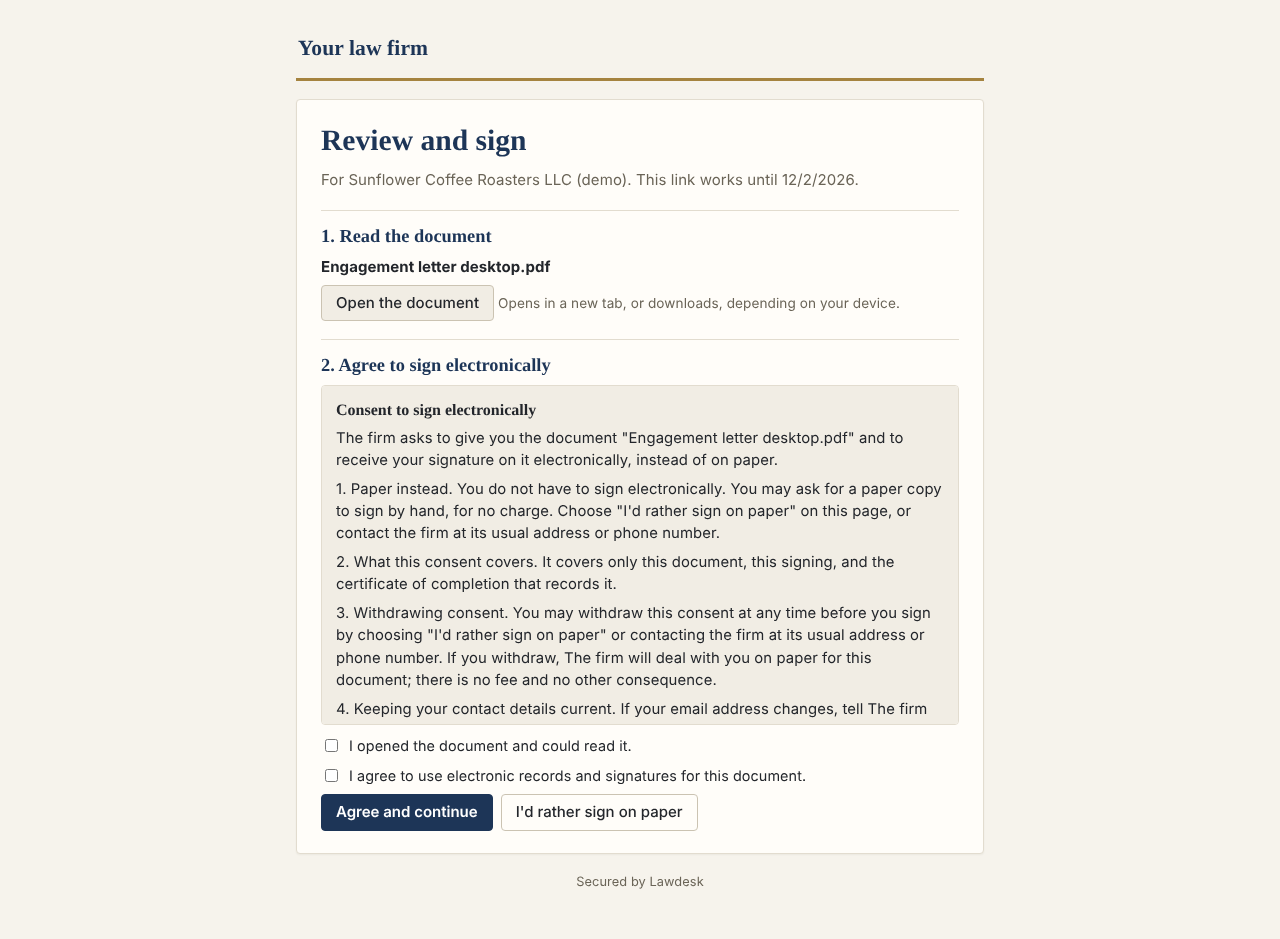 Your law firm
Review and sign
For Sunflower Coffee Roasters LLC (demo). This link works until 12/2/2026.
1. Read the document
Engagement letter desktop.pdf
Open the document Opens in a new tab, or downloads, depending on your device.
2. Agree to sign electronically
Consent to sign electronically
The firm asks to give you the document "Engagement letter desktop.pdf" and to
receive your signature on it electronically, instead of on paper.
1. Paper instead. You do not have to sign electronically. You may ask for a paper copy
to sign by hand, for no charge. Choose "I'd rather sign on paper" on this page, or
contact the firm at its usual address or phone number.
2. What this consent covers. It covers only this document, this signing, and the
certificate of completion that records it.
3. Withdrawing consent. You may withdraw this consent at any time before you sign
by choosing "I'd rather sign on paper" or contacting the firm at its usual address or
phone number. If you withdraw, The firm will deal with you on paper for this
document; there is no fee and no other consequence.
4. Keeping your contact details current. If your email address changes, tell The firm
I opened the document and could read it.
I agree to use electronic records and signatures for this document.
Agree and continue I'd rather sign on paper
Secured by Lawdesk